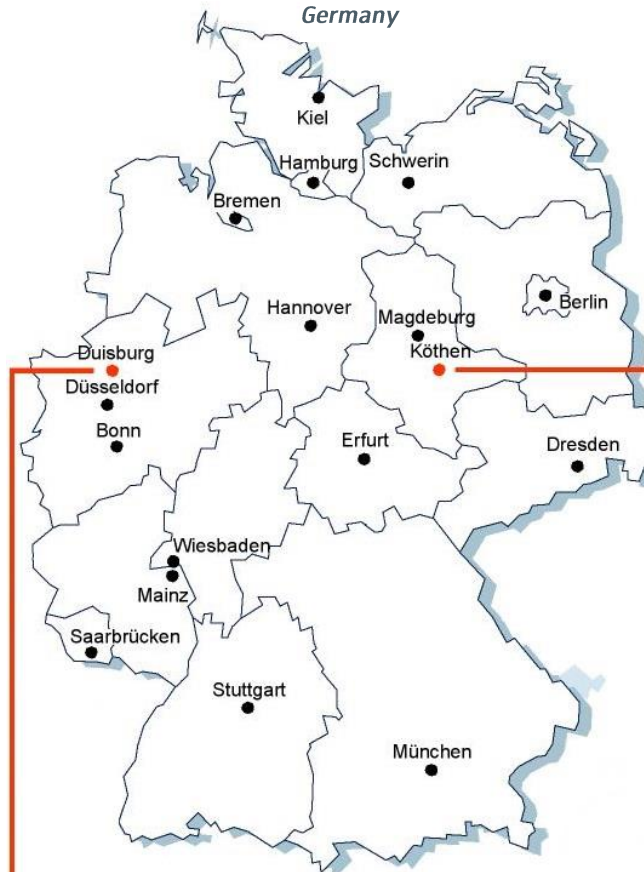 Germany
Kiel
Hamburg
Schwerin
Bremen
Hannover
Magdeburg
Berlin
Duisburg
Köthen
Düsseldorf
Bonn
Erfurt
Dresden
Wiesbaden
Mainz
Saarbrücken
Stuttgart
München